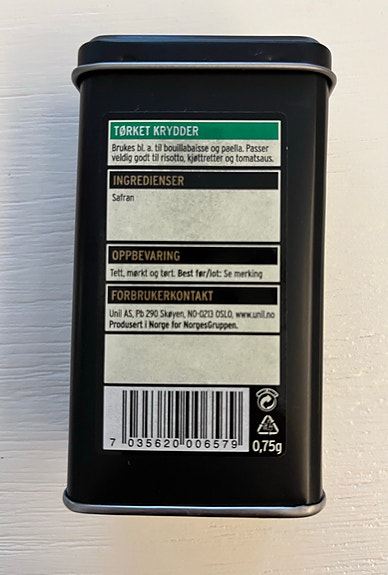 TØRKET KRYDDER
Brukes bl. a. til bouillabaisse og paella. Passer
veldig godt til risotto, kjøttretter og tomatsaus.
INGREDIENSER
Safran
OPPBEVARING
Tett, mørkt og tørt. Best før/lot: Se merking
FORBRUKERKONTAKT
Unil AS, Pb 290 Skøyen, NO-0213 OSLO, www.unil.no
Produsert i Norge for NorgesGruppen.
7 035620 006579
0,75g